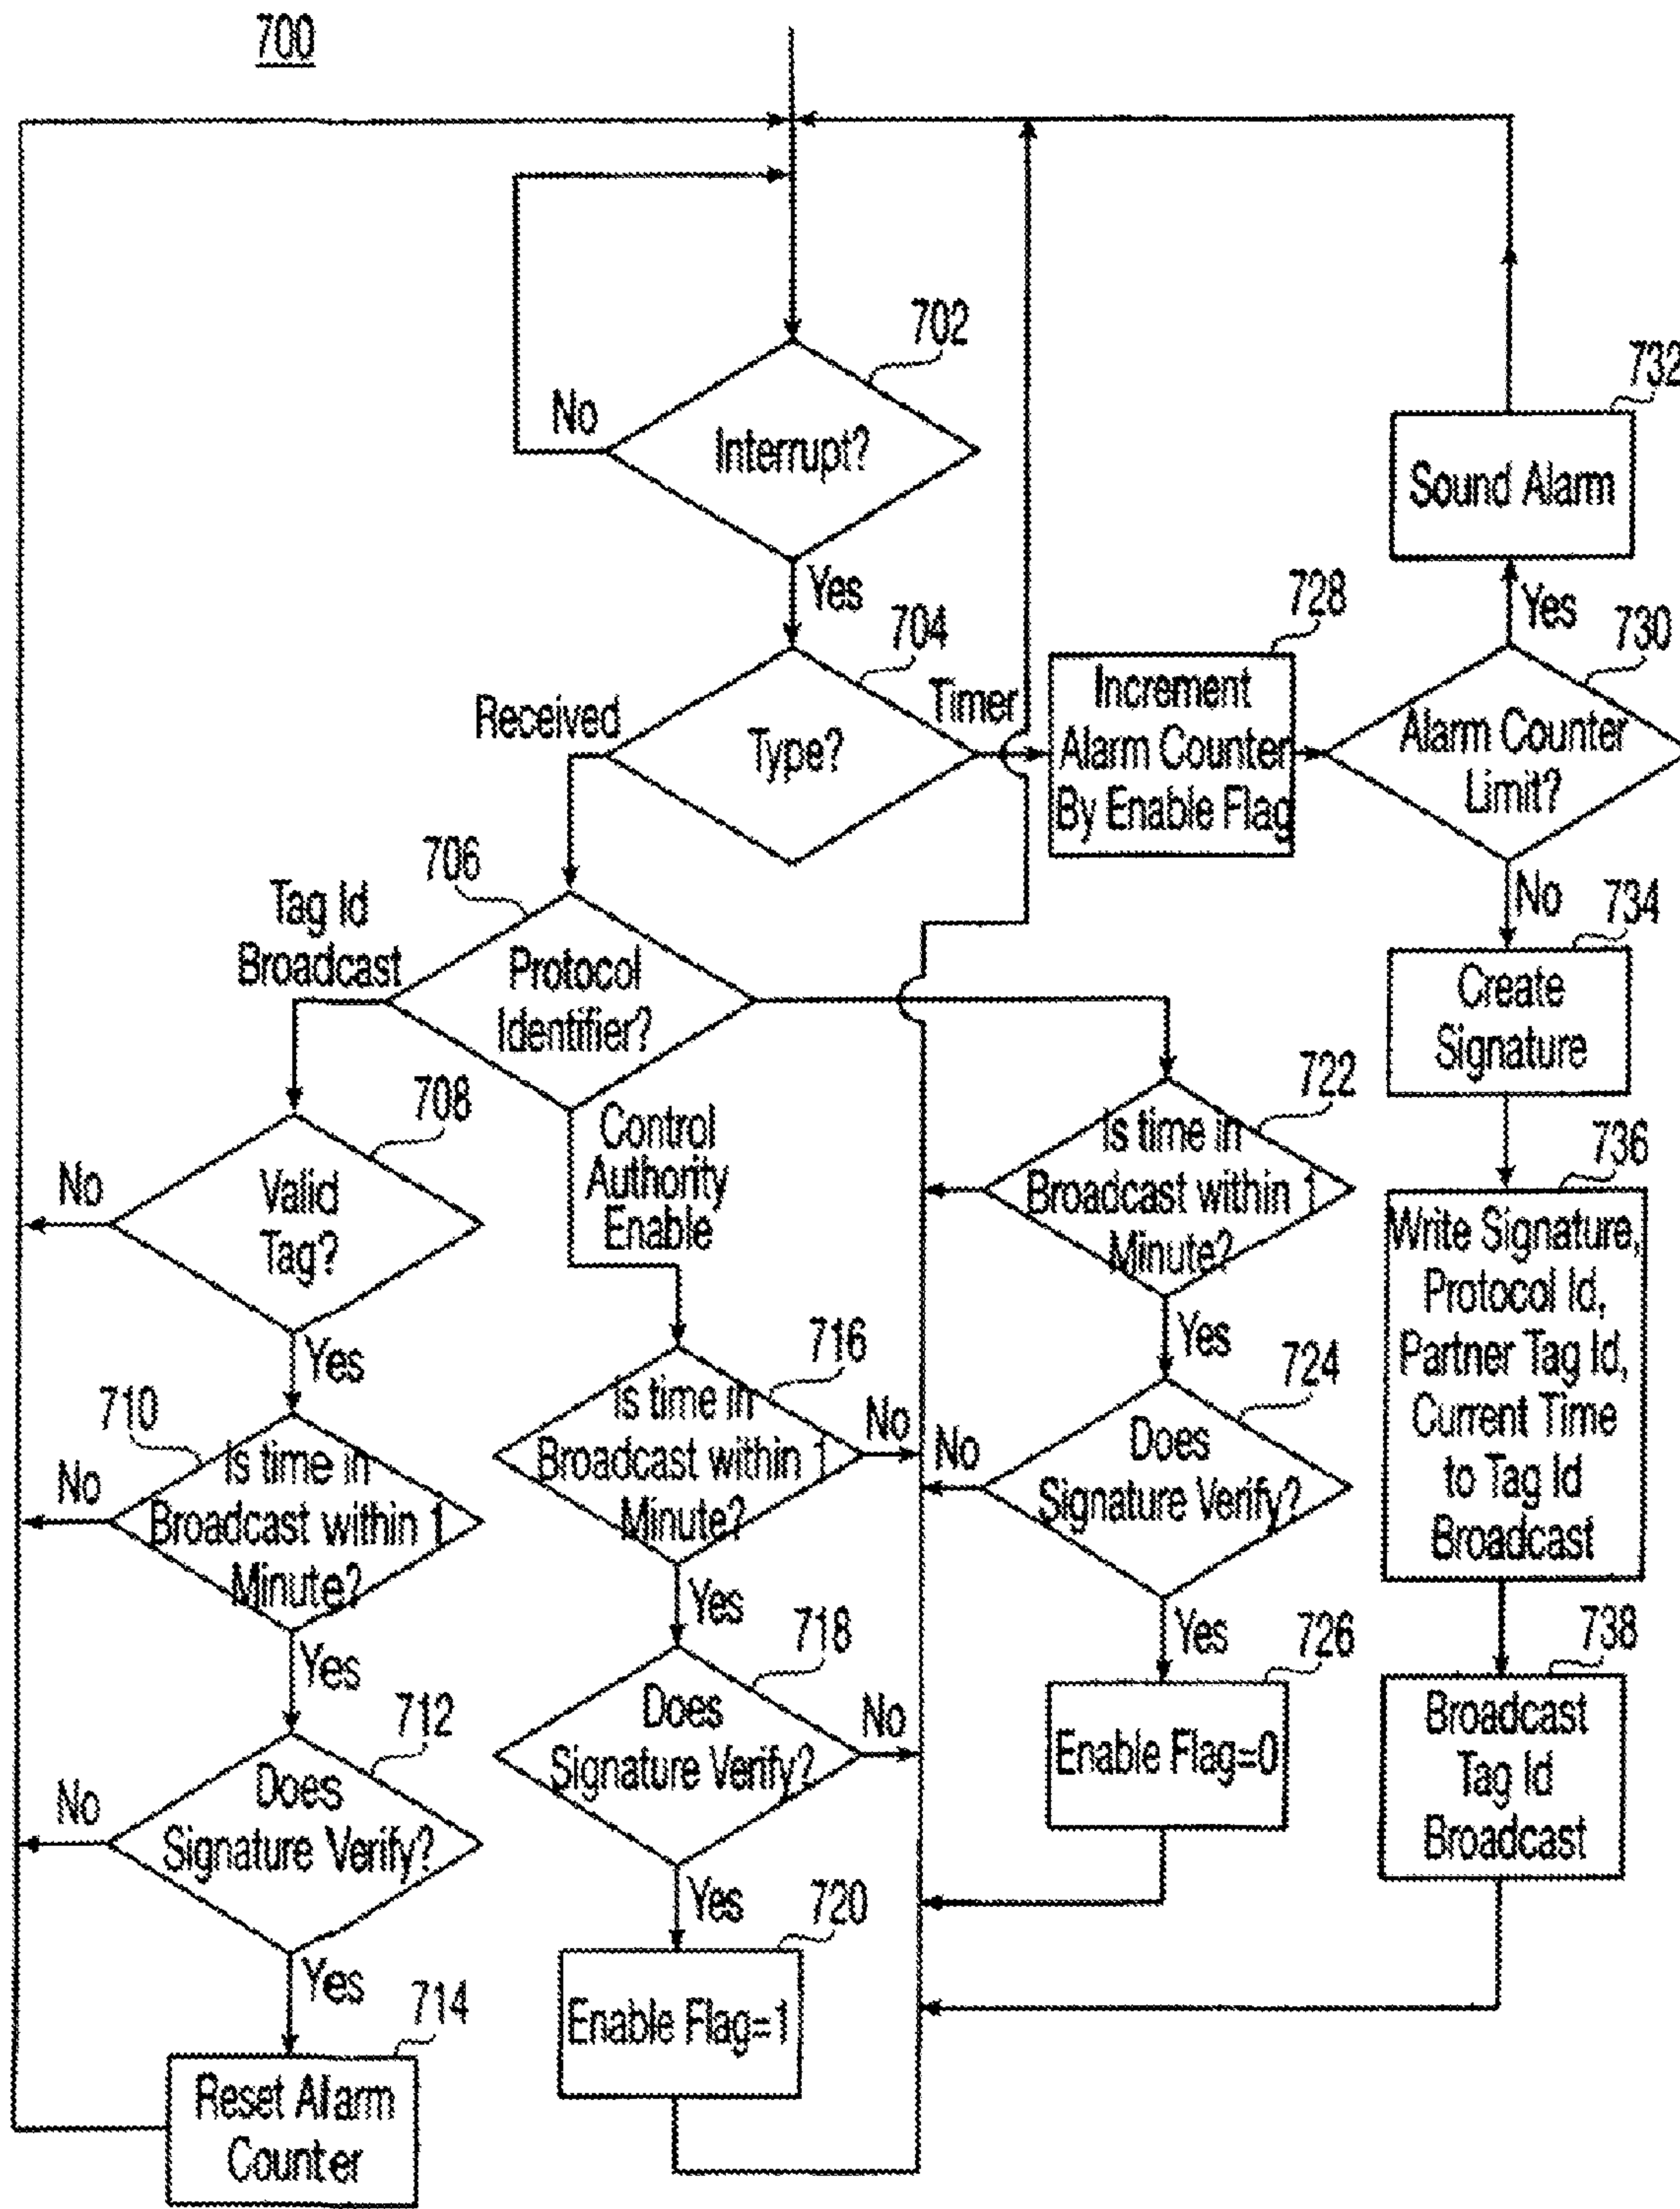 700
702
No
Interrupt?
Yes
704
Received
Type?
Timer
728
Increment
Alarm Counter
By Enable Flag
730
Alarm Counter
Limit?
Yes
732
Sound Alarm
No
734
Create
Signature
736
Write Signature,
Protocol Id,
Partner Tag Id,
Current Time
to Tag Id
Broadcast
738
Broadcast
Tag Id
Broadcast
706
Tag Id
Broadcast
Protocol
Identifier?
Control
Authority
Enable
708
No
Valid
Tag?
Yes
710
No
Is time in
Broadcast within 1
Minute?
Yes
712
No
Does
Signature Verify?
Yes
714
Reset Alarm
Counter
716
Is time in
Broadcast within 1
Minute?
No
Yes
718
Does
Signature Verify?
No
Yes
720
Enable Flag=1
722
Is time in
Broadcast within 1
Minute?
Yes
724
No
Does
Signature Verify?
Yes
726
Enable Flag=0